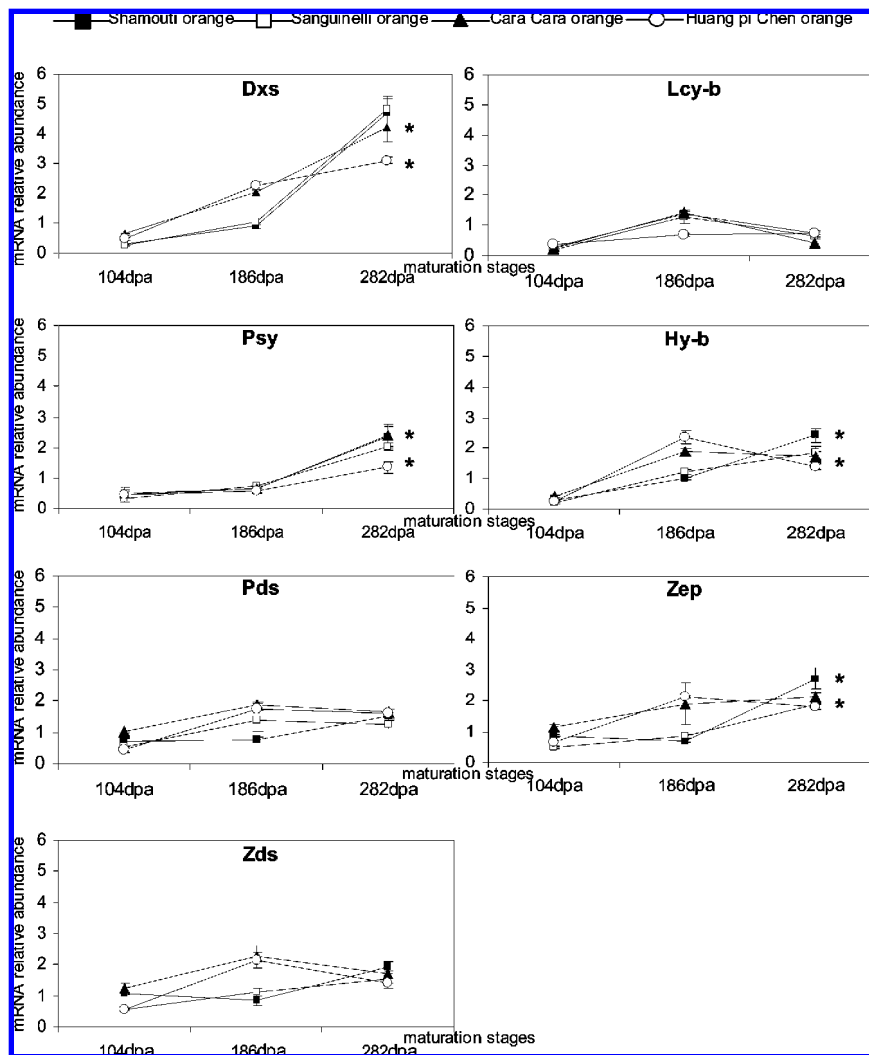 Shamouti orange Sanguinelli orange Cara Cara orange Huang pi Chen orange
mRNA relative abundance
Dxs
6
5
4
3
2
1
0
*
*
104dpa 186dpa 282dpa
maturation stages
Lcy-b
6
5
4
3
2
1
0
104dpa 186dpa 282dpa
mRNA relative abundance
Psy
6
5
4
3
2
1
0
*
*
104dpa 186dpa 282dpa
maturation stages
Hy-b
6
5
4
3
2
1
0
*
*
104dpa 186dpa 282dpa
mRNA relative abundance
Pds
6
5
4
3
2
1
0
104dpa 186dpa 282dpa
maturation stages
Zep
6
5
4
3
2
1
0
*
*
104dpa 186dpa 282dpa
mRNA relative abundance
Zds
6
5
4
3
2
1
0
104dpa 186dpa 282dpa
maturation stages